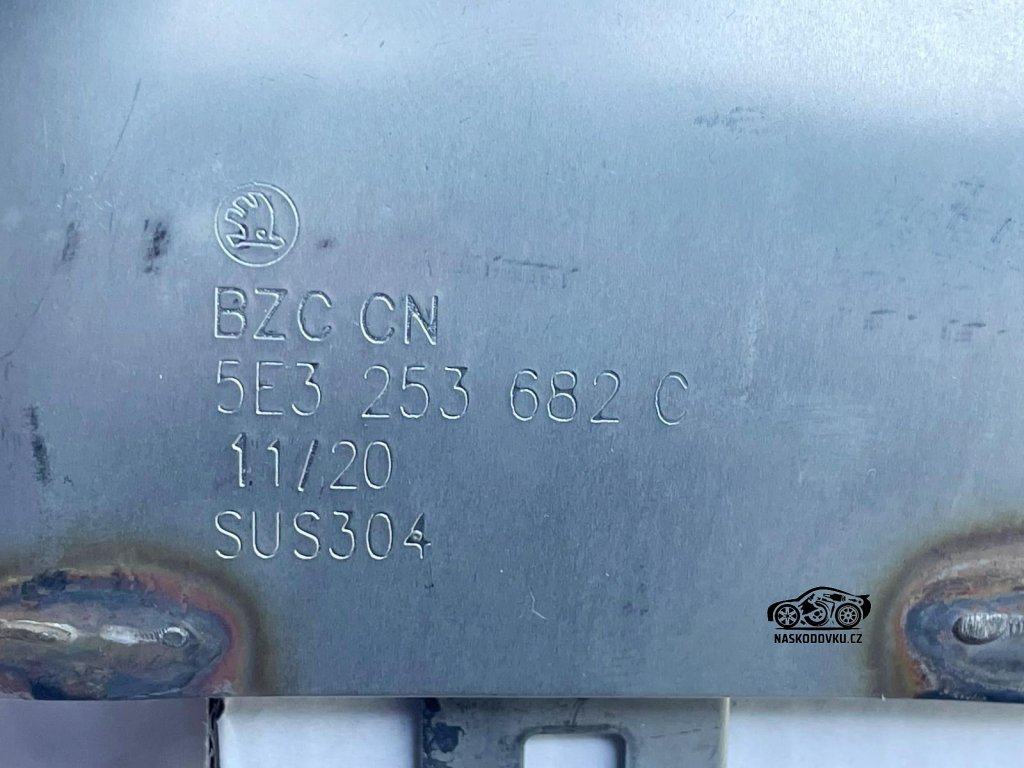 BZC CN
5E3 253 682 C
11/20
SUS304
NASKODOVKU.CZ